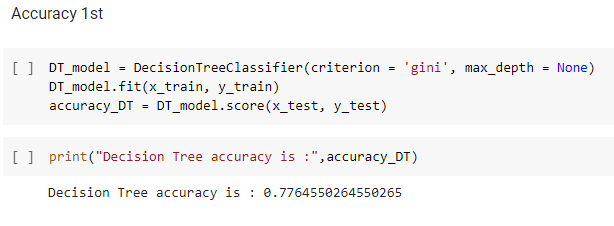 Accuracy 1st
[ ] DT_model = DecisionTreeClassifier(criterion = 'gini', max_depth = None)
DT_model.fit(x_train, y_train)
accuracy_DT = DT_model.score(x_test, y_test)
[ ] print("Decision Tree accuracy is :",accuracy_DT)
Decision Tree accuracy is : 0.7764550264550265